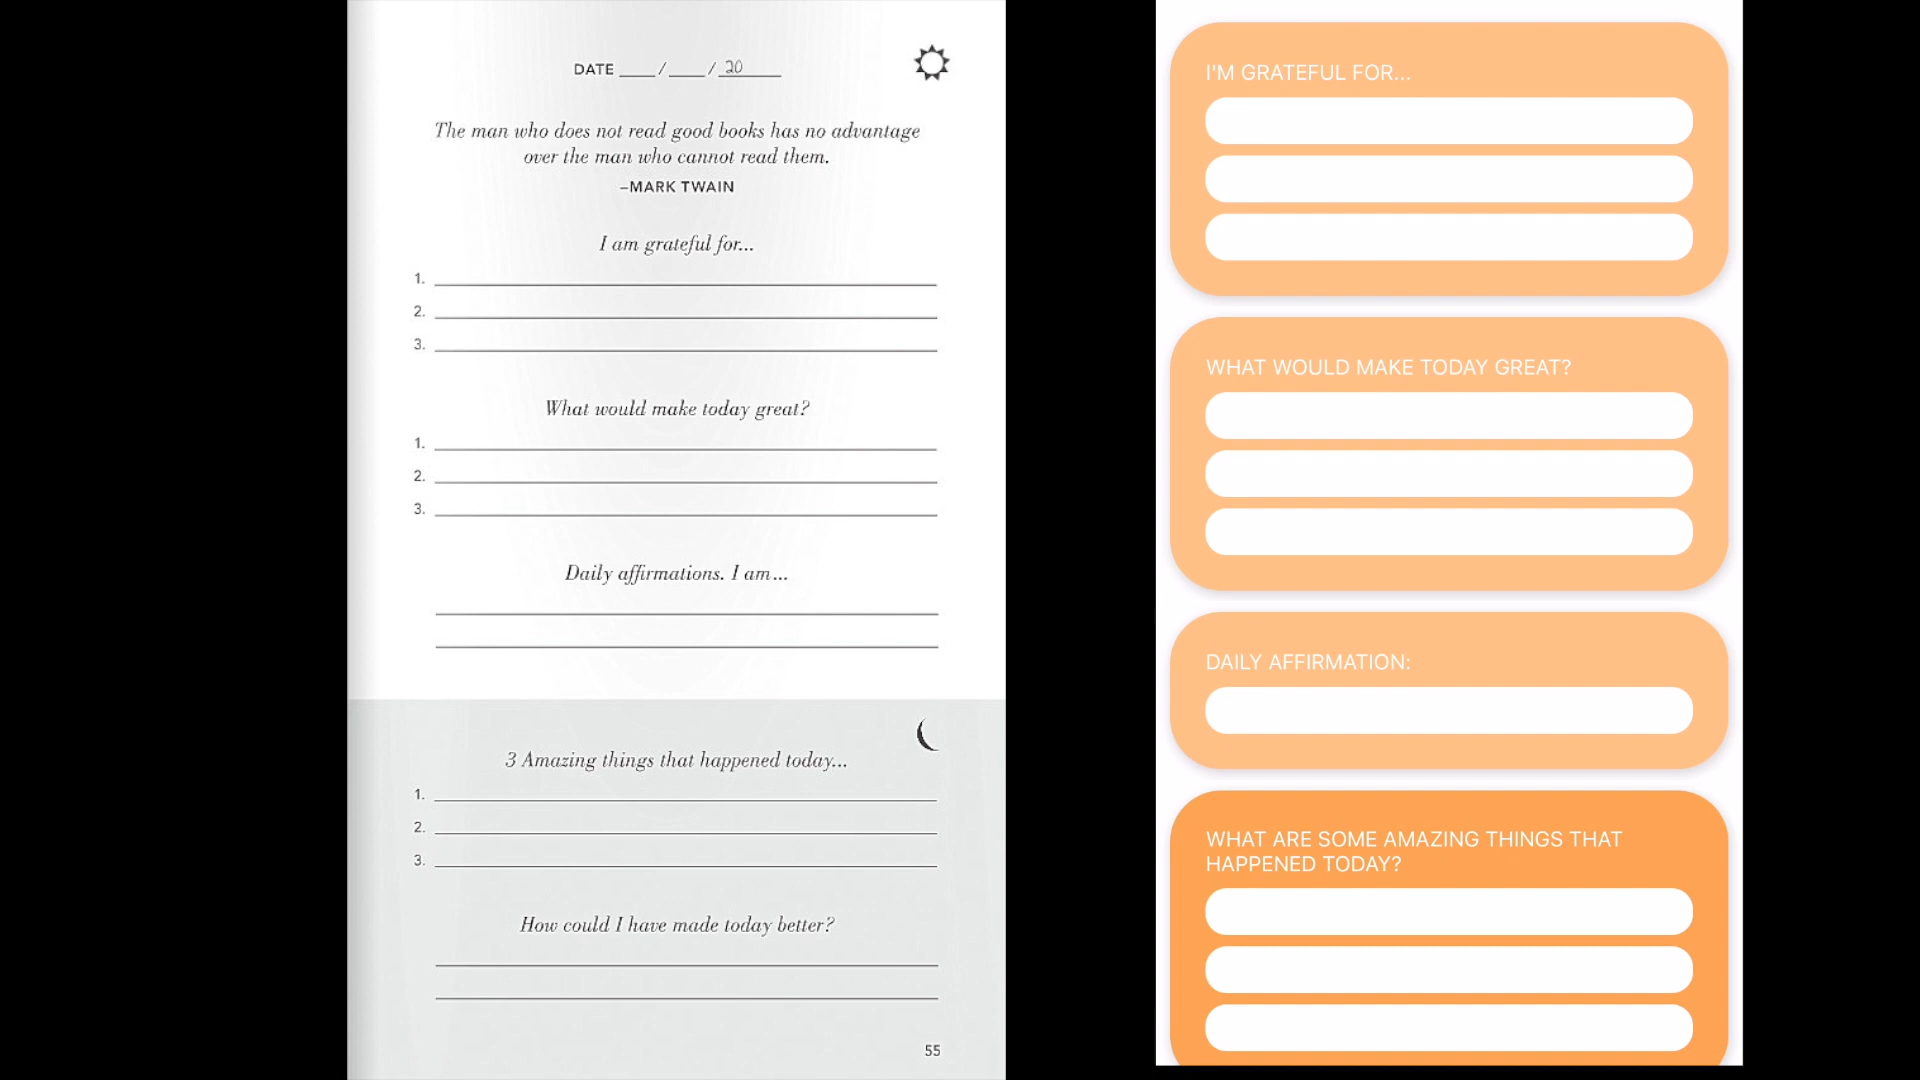 DATE ___/___/ 20
The man who does not read good books has no advantage
over the man who cannot read them.
–MARK TWAIN
I am grateful for...
1.
2.
3.
What would make today great?
1.
2.
3.
Daily affirmations. I am...
3 Amazing things that happened today...
1.
2.
3.
How could I have made today better?
55
I'M GRATEFUL FOR...
WHAT WOULD MAKE TODAY GREAT?
DAILY AFFIRMATION:
WHAT ARE SOME AMAZING THINGS THAT
HAPPENED TODAY?